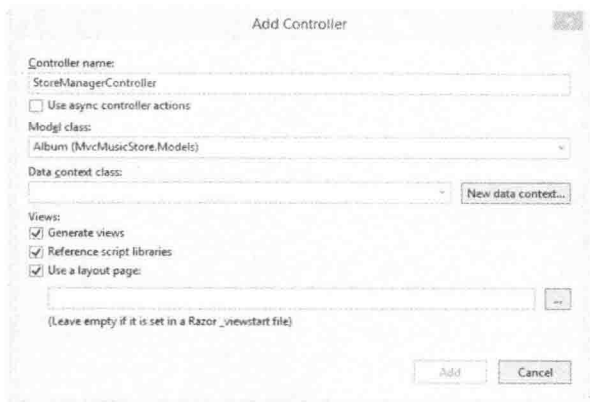 Add Controller
Controller name:
StoreManagerController
Use async controller actions
Model class:
Album (MvcMusicStore.Models)
Data context class:
New data context...
Views:
Generate views
Reference script libraries
Use a layout page:
...
(Leave empty if it is set in a Razor _viewstart file)
Add Cancel